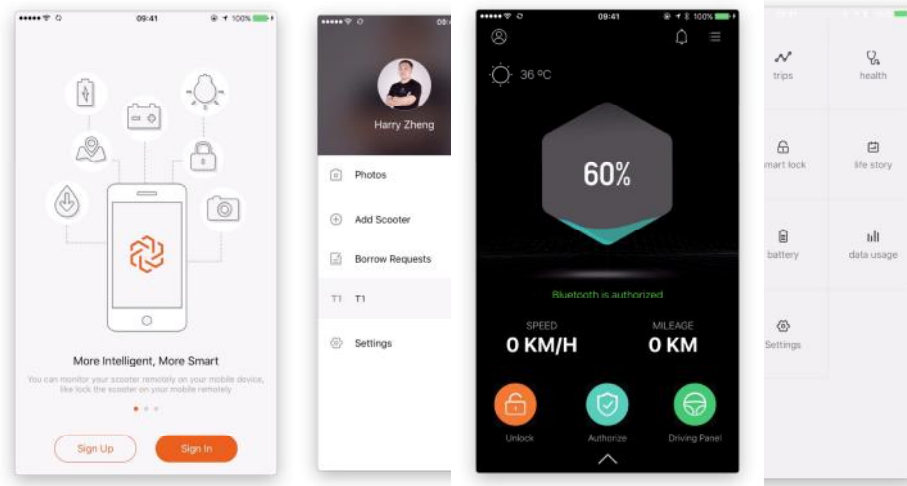 09:41
100%
More Intelligent, More Smart
You can monitor your scooter remotely on your mobile device,
like lock the scooter on your mobile remotely
Sign Up
Sign In
09:4
Harry Zheng
Photos
Add Scooter
Borrow Requests
T1 T1
Settings
09:41
100%
36 ºC
60%
Bluetooth is authorized
SPEED
MILEAGE
0 KM/H
0 KM
Unlock
Authorize
Driving Panel
trips
health
mart lock
life story
battery
data usage
Settings